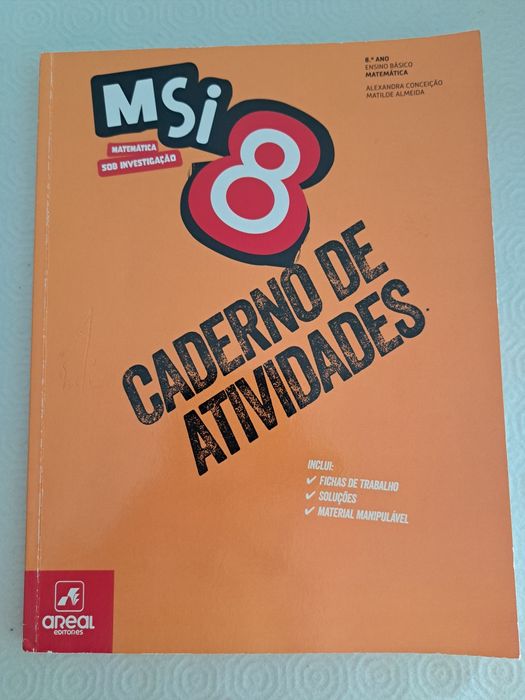 8.º ANO
ENSINO BÁSICO
MATEMÁTICA
ALEXANDRA CONCEIÇÃO
MATILDE ALMEIDA
MSi
8
MATEMÁTICA
SOB INVESTIGAÇÃO
CADERNO DE
ATIVIDADES
INCLUI:
✓ FICHAS DE TRABALHO
✓ SOLUÇÕES
✓ MATERIAL MANIPULÁVEL
areal
EDITORES